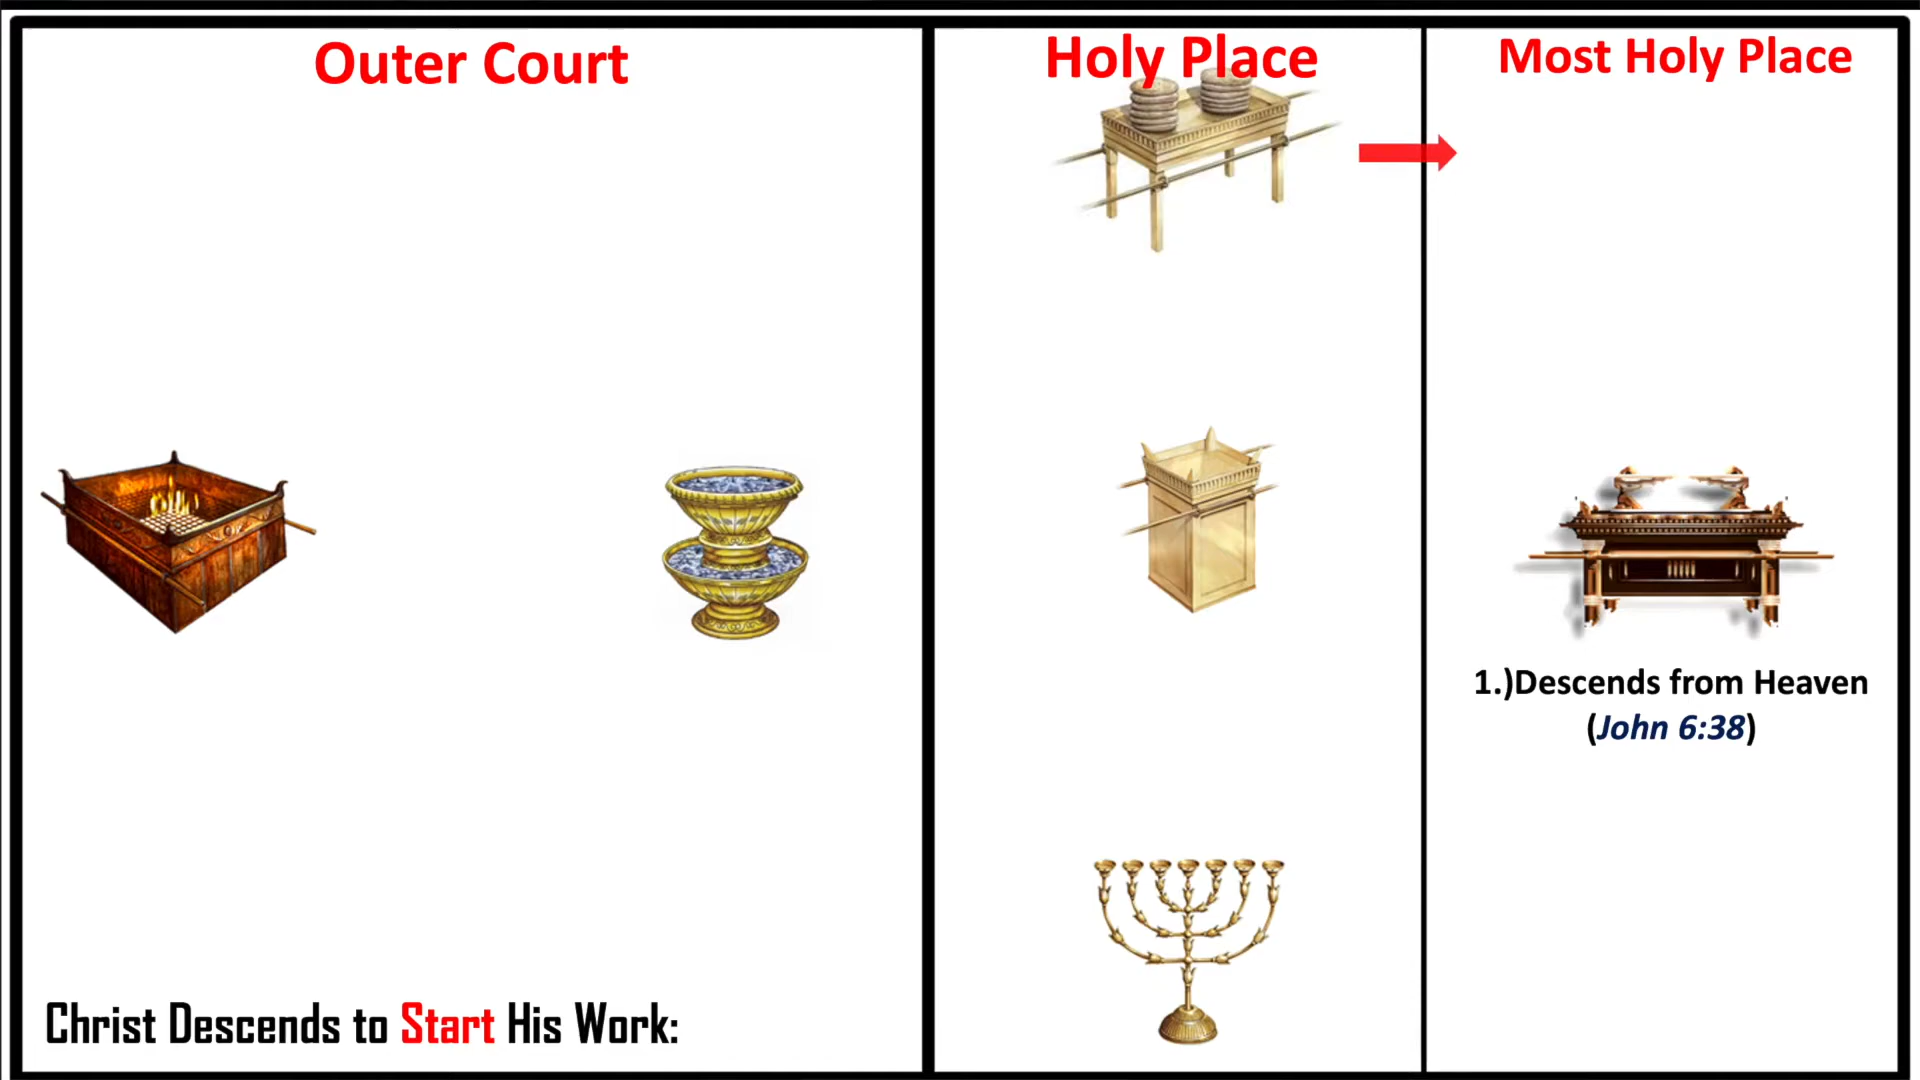 Outer Court
Holy Place
Most Holy Place
1.)Descends from Heaven
(John 6:38)
Christ Descends to Start His Work: